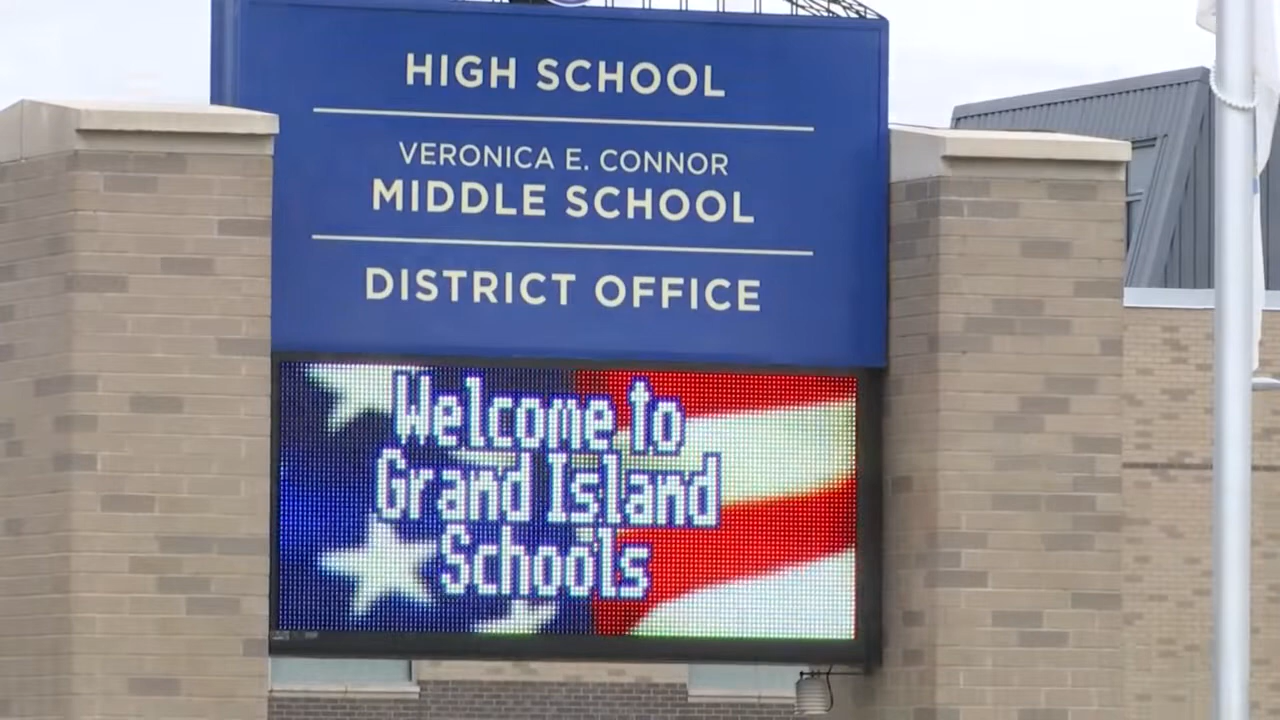 HIGH SCHOOL
VERONICA E. CONNOR
MIDDLE SCHOOL
DISTRICT OFFICE
Welcome to
Grand Island
Schools